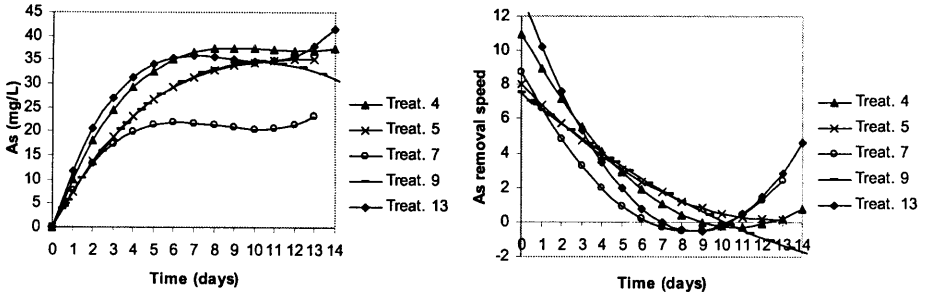 45
40
35
30
25
20
15
10
5
0
As (mg/L)
0 1 2 3 4 5 6 7 8 9 10 11 12 13 14
Time (days)
Treat. 4
Treat. 5
Treat. 7
Treat. 9
Treat. 13
12
10
8
6
4
2
0
-2
As removal speed
0 1 2 3 4 5 6 7 8 9 10 11 12 13 14
Time (days)
Treat. 4
Treat. 5
Treat. 7
Treat. 9
Treat. 13